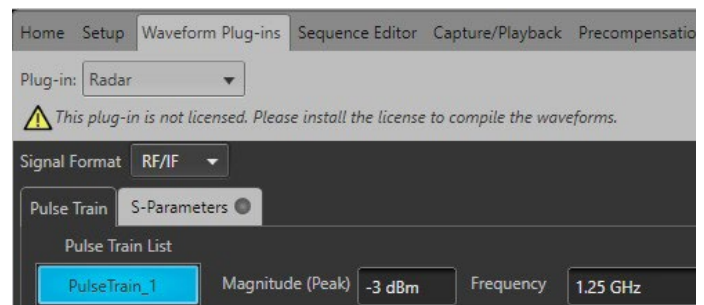 Home Setup Waveform Plug-ins Sequence Editor Capture/Playback Precompensatio
Plug-in: Radar
This plug-in is not licensed. Please install the license to compile the waveforms.
Signal Format RF/IF
Pulse Train S-Parameters
Pulse Train List
PulseTrain_1 Magnitude (Peak) -3 dBm Frequency 1.25 GHz